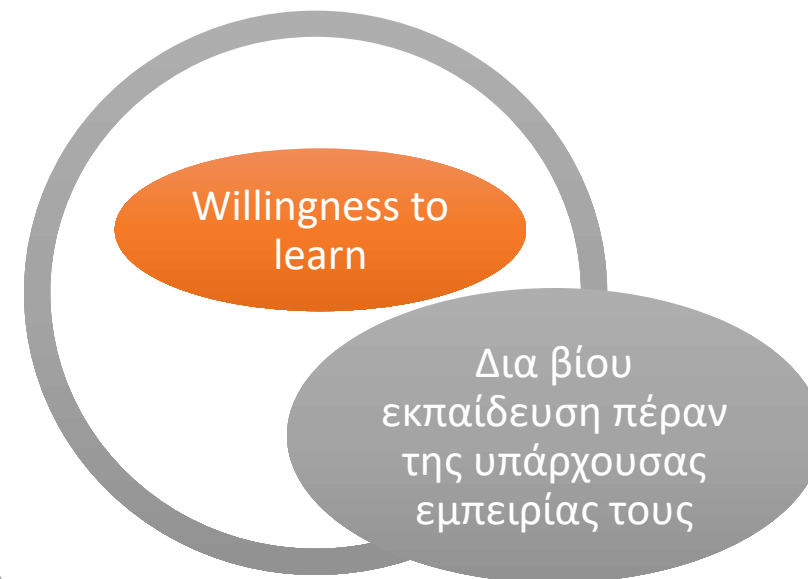 Willingness to
learn
Δια βίου
εκπαίδευση πέραν
της υπάρχουσας
εμπειρίας τους